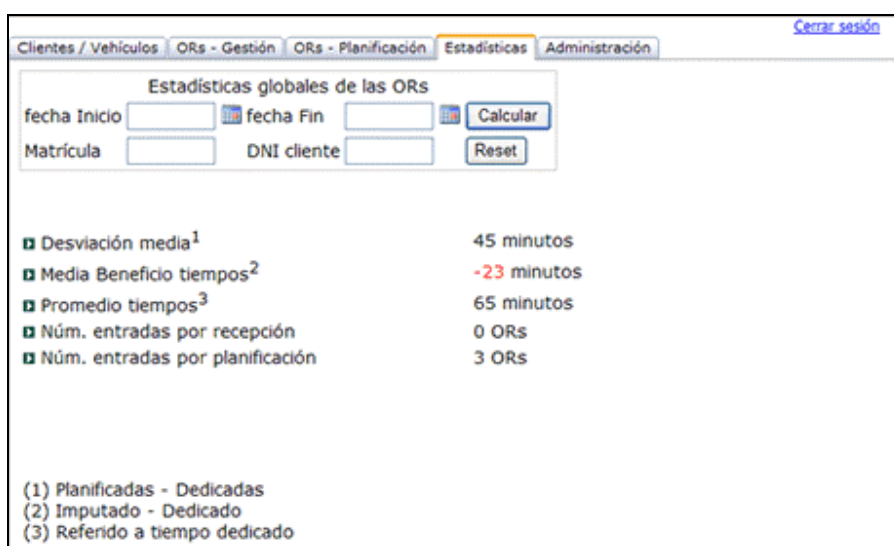 Cerrar sesión
Clientes / Vehículos ORs - Gestión ORs - Planificación Estadísticas Administración
Estadísticas globales de las ORs
fecha Inicio fecha Fin Calcular
Matrícula DNI cliente Reset
Desviación media1 45 minutos
Media Beneficio tiempos2 -23 minutos
Promedio tiempos3 65 minutos
Núm. entradas por recepción 0 ORs
Núm. entradas por planificación 3 ORs
(1) Planificadas - Dedicadas
(2) Imputado - Dedicado
(3) Referido a tiempo dedicado